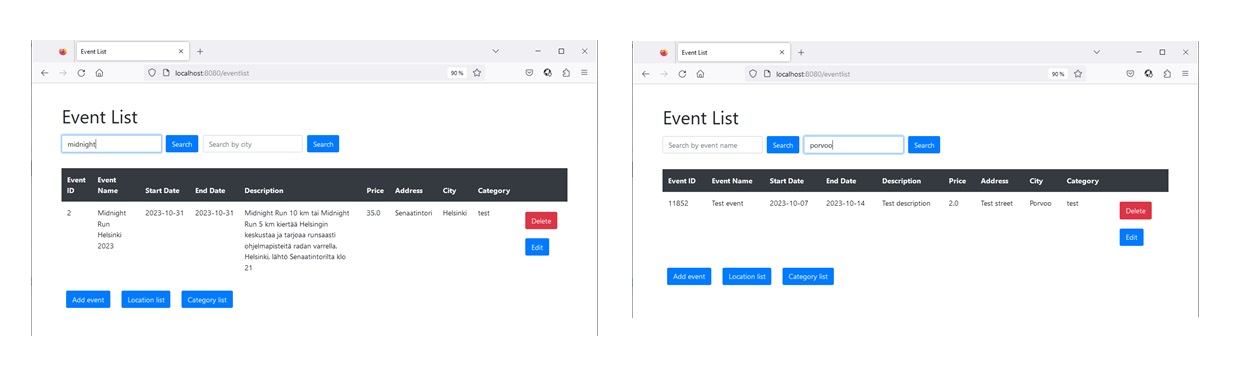 Event List
localhost:8080/eventlist
90%
Event List
midnight Search Search by city Search
Event ID Event Name Start Date End Date Description Price Address City Category
2 Midnight Run Helsinki 2023 2023-10-31 2023-10-31 Midnight Run 10 km tai Midnight 35.0 Senaatintori Helsinki test
Run 5 km kiertää Helsingin
keskustaa ja tarjoaa runsaasti
ohjelmapisteitä radan varrella.
Helsinki, lähtö Senaatintorilta klo
21
Delete
Edit
Add event Location list Category list
Event List
localhost:8080/eventlist
90%
Event List
Search by event name Search porvoo Search
Event ID Event Name Start Date End Date Description Price Address City Category
11852 Test event 2023-10-07 2023-10-14 Test description 2.0 Test street Porvoo test
Delete
Edit
Add event Location list Category list